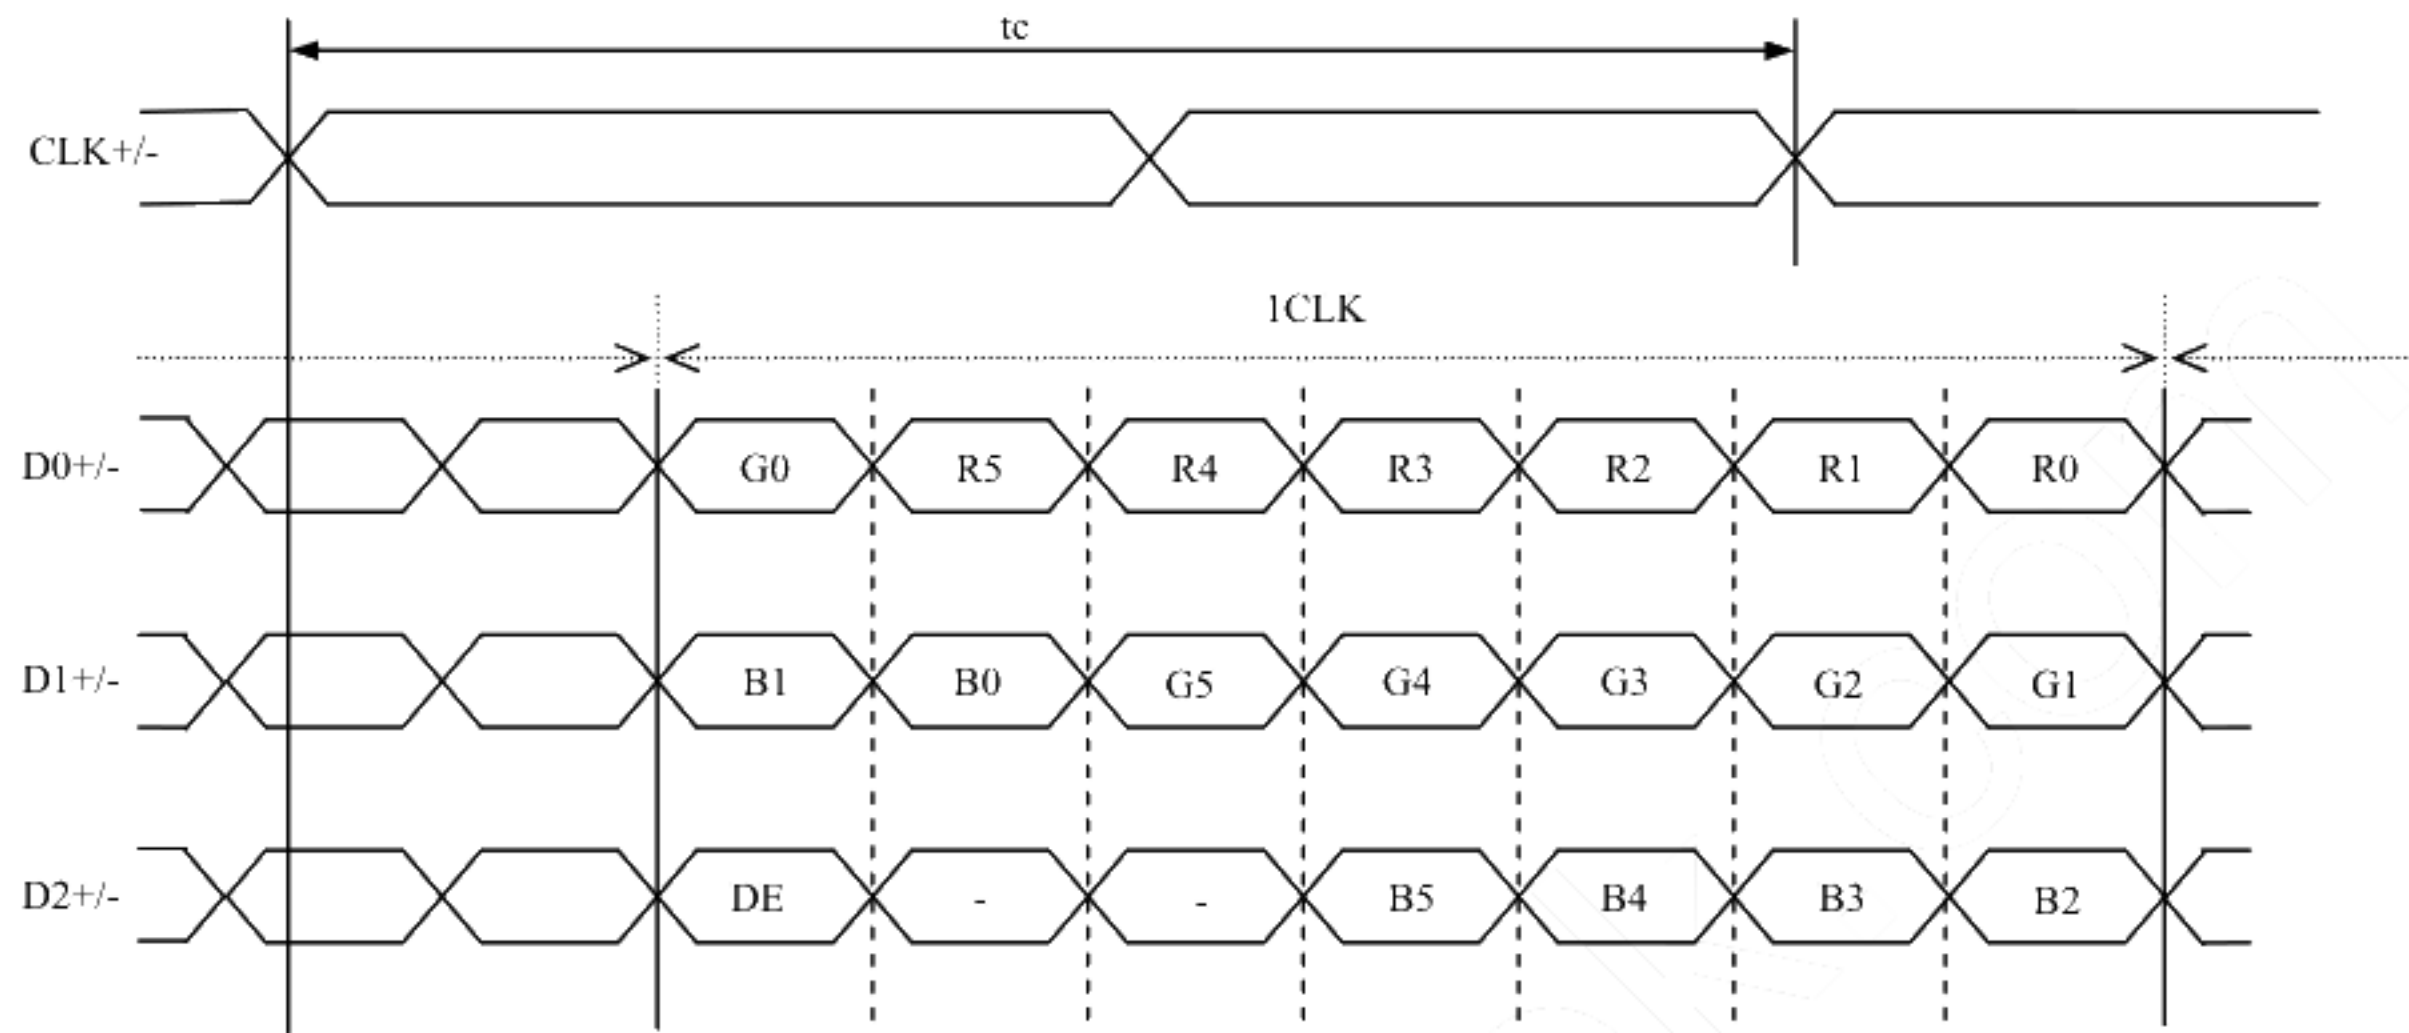 tc
CLK+/-
1CLK
D0+/- G0 R5 R4 R3 R2 R1 R0
D1+/- B1 B0 G5 G4 G3 G2 G1
D2+/- DE - - B5 B4 B3 B2